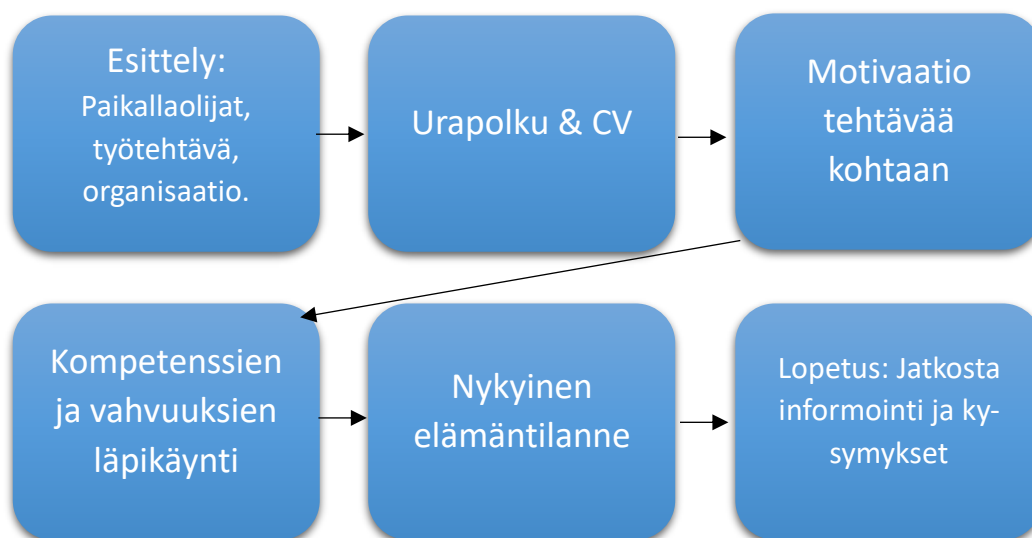 Esittely:
Paikallaolijat,
työtehtävä,
organisaatio.
Urapolku & CV
Motivaatio
tehtävää
kohtaan
Kompetenssien
ja vahvuuksien
läpikäynti
Nykyinen
elämäntilanne
Lopetus: Jatkosta
informointi ja ky-
symykset